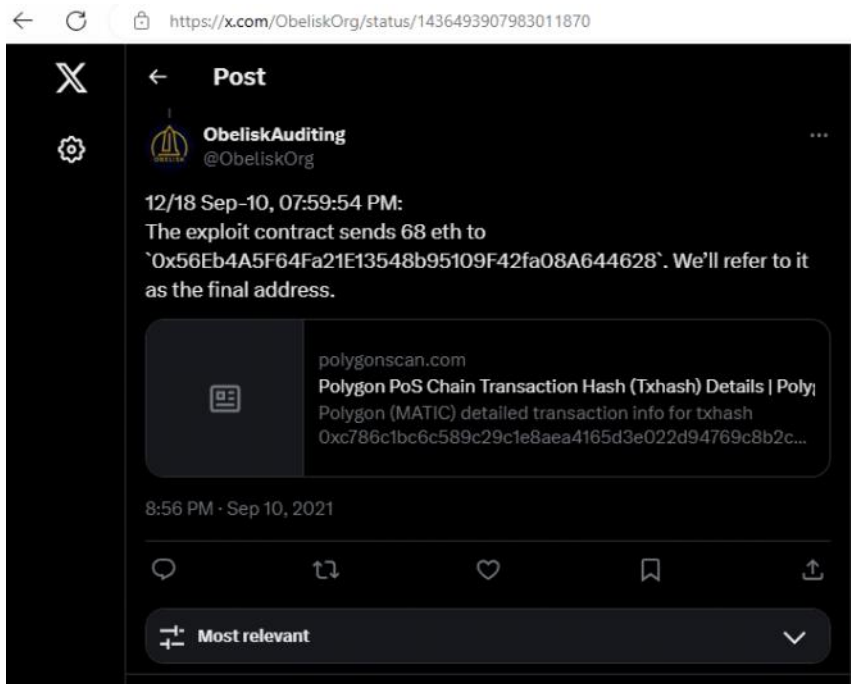 https://x.com/ObeliskOrg/status/1436493907983011870
Post
ObeliskAuditing
@ObeliskOrg
12/18 Sep-10, 07:59:54 PM:
The exploit contract sends 68 eth to
`0x56Eb4A5F64Fa21E13548b95109F42fa08A644628`. We’ll refer to it
as the final address.
polygonscan.com
Polygon PoS Chain Transaction Hash (Txhash) Details | Poly
Polygon (MATIC) detailed transaction info for txhash
0xc786c1bc6c589c29c1e8aea4165d3e022d94769c8b2c...
8:56 PM · Sep 10, 2021
Most relevant